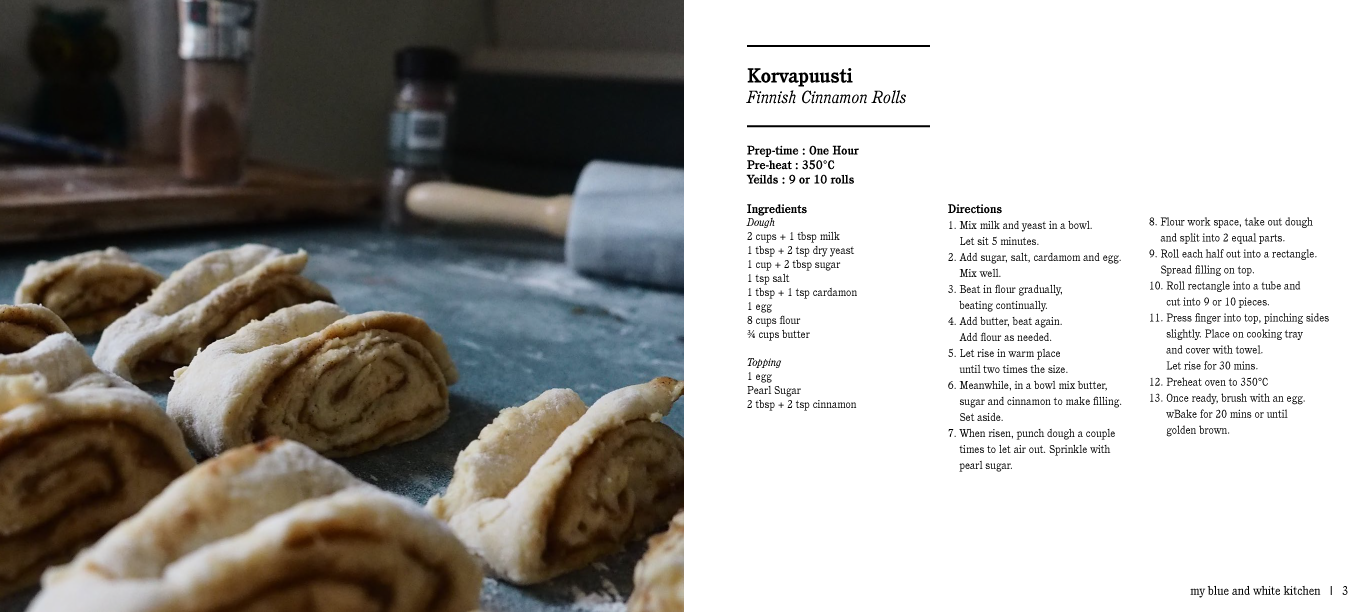 Korvapuusti
Finnish Cinnamon Rolls
Prep-time : One Hour
Pre-heat : 350°C
Yeilds : 9 or 10 rolls
Ingredients
Dough
2 cups + 1 tbsp milk
1 tbsp + 2 tsp dry yeast
1 cup + 2 tbsp sugar
1 tsp salt
1 tbsp + 1 tsp cardamon
1 egg
8 cups flour
¾ cups butter
Topping
1 egg
Pearl Sugar
2 tbsp + 2 tsp cinnamon
Directions
1. Mix milk and yeast in a bowl.
Let sit 5 minutes.
2. Add sugar, salt, cardamom and egg.
Mix well.
3. Beat in flour gradually,
beating continually.
4. Add butter, beat again.
Add flour as needed.
5. Let rise in warm place
until two times the size.
6. Meanwhile, in a bowl mix butter,
sugar and cinnamon to make filling.
Set aside.
7. When risen, punch dough a couple
times to let air out. Sprinkle with
pearl sugar.
8. Flour work space, take out dough
and split into 2 equal parts.
9. Roll each half out into a rectangle.
Spread filling on top.
10. Roll rectangle into a tube and
cut into 9 or 10 pieces.
11. Press finger into top, pinching sides
slightly. Place on cooking tray
and cover with towel.
Let rise for 30 mins.
12. Preheat oven to 350°C
13. Once ready, brush with an egg.
wBake for 20 mins or until
golden brown.
my blue and white kitchen | 3